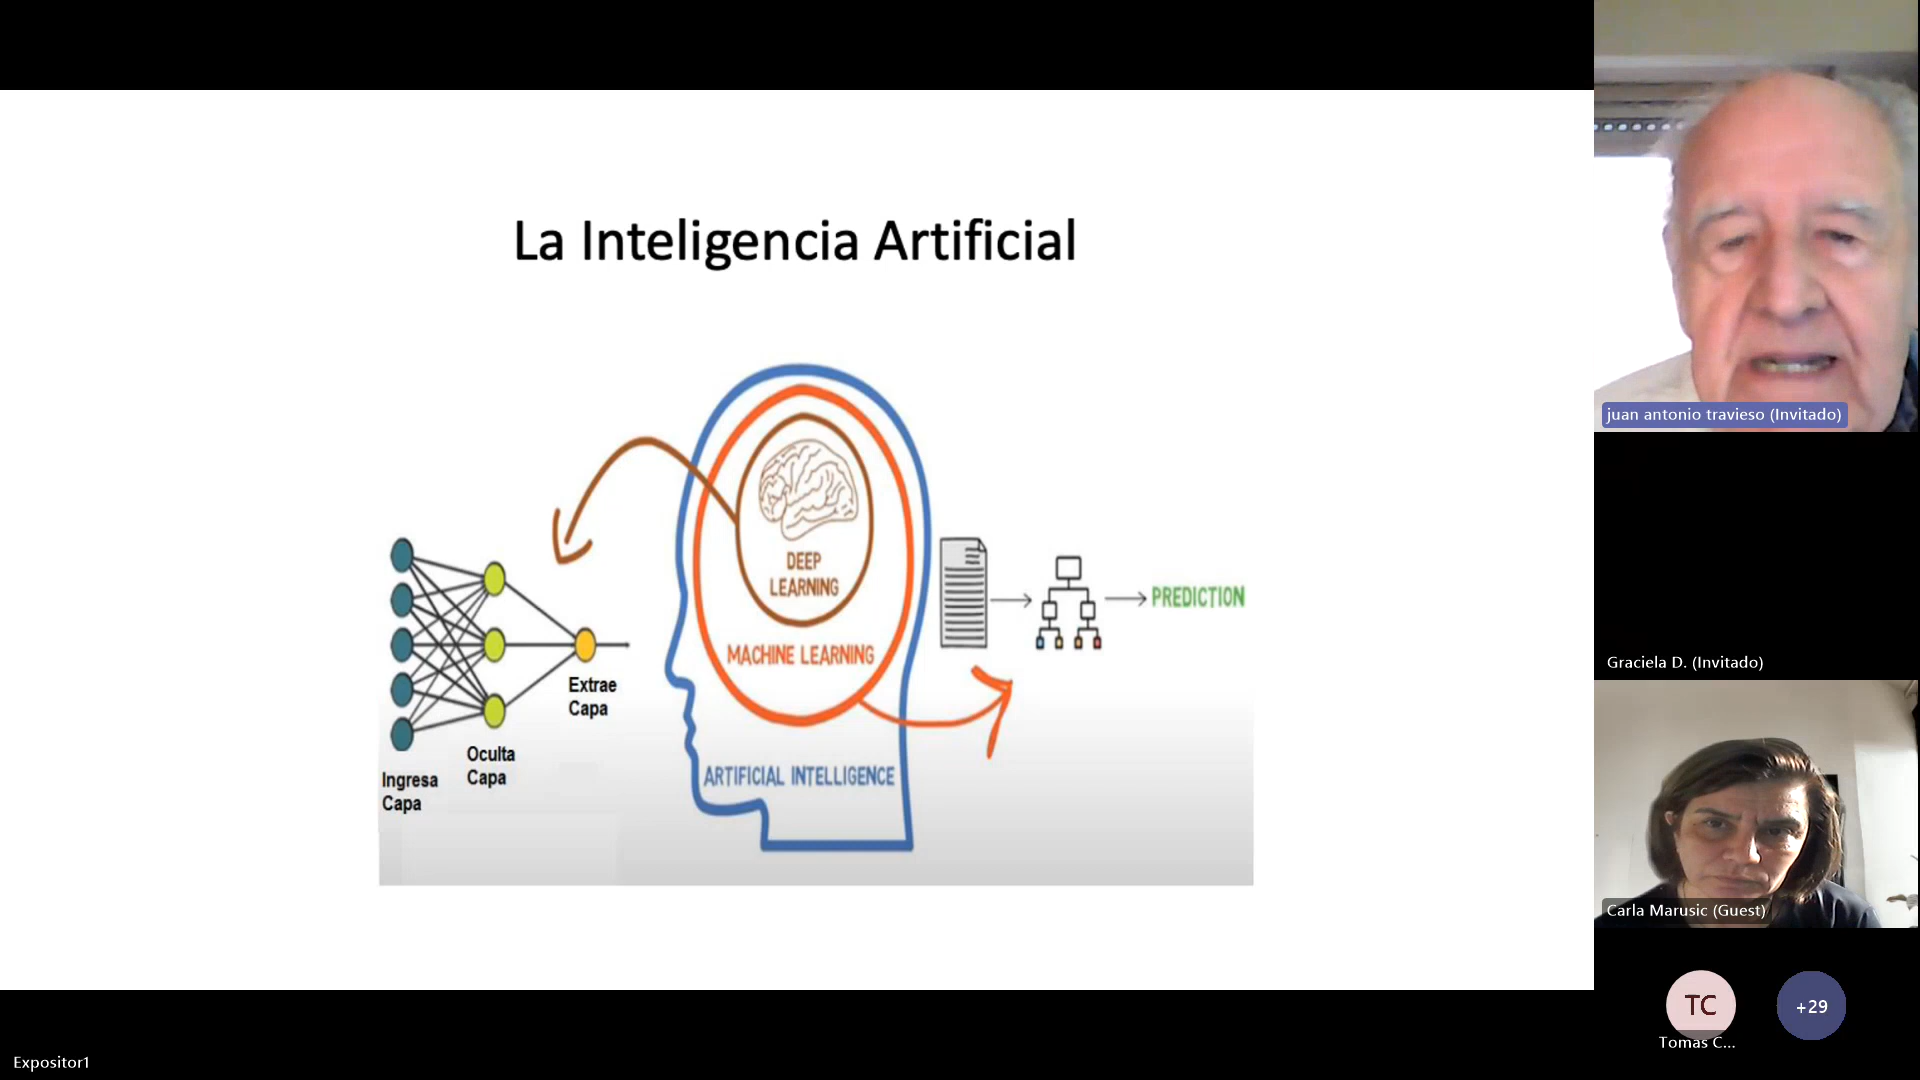 La Inteligencia Artificial
DEEP
LEARNING
MACHINE LEARNING
ARTIFICIAL INTELLIGENCE
Ingresa
Capa
Oculta
Capa
Extrae
Capa
PREDICTION
juan antonio travieso (Invitado)
Graciela D. (Invitado)
Carla Marusic (Guest)
TC
Tomas C...
+29
Expositor1